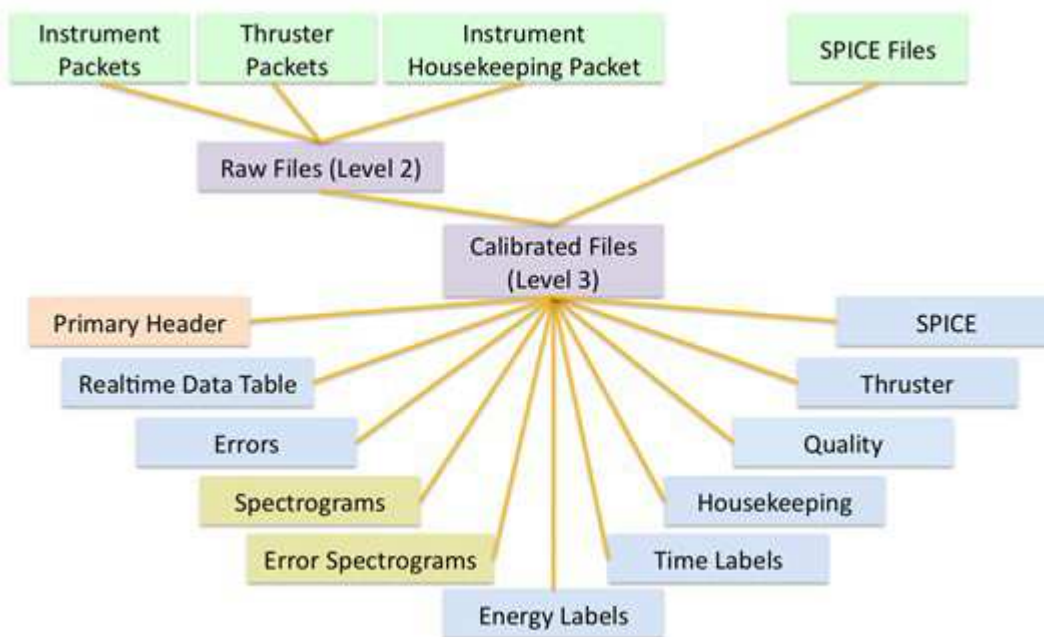 Instrument
Packets
Thruster
Packets
Instrument
Housekeeping Packet
SPICE Files
Raw Files (Level 2)
Calibrated Files
(Level 3)
Primary Header
SPICE
Realtime Data Table
Thruster
Errors
Quality
Spectrograms
Housekeeping
Error Spectrograms
Time Labels
Energy Labels